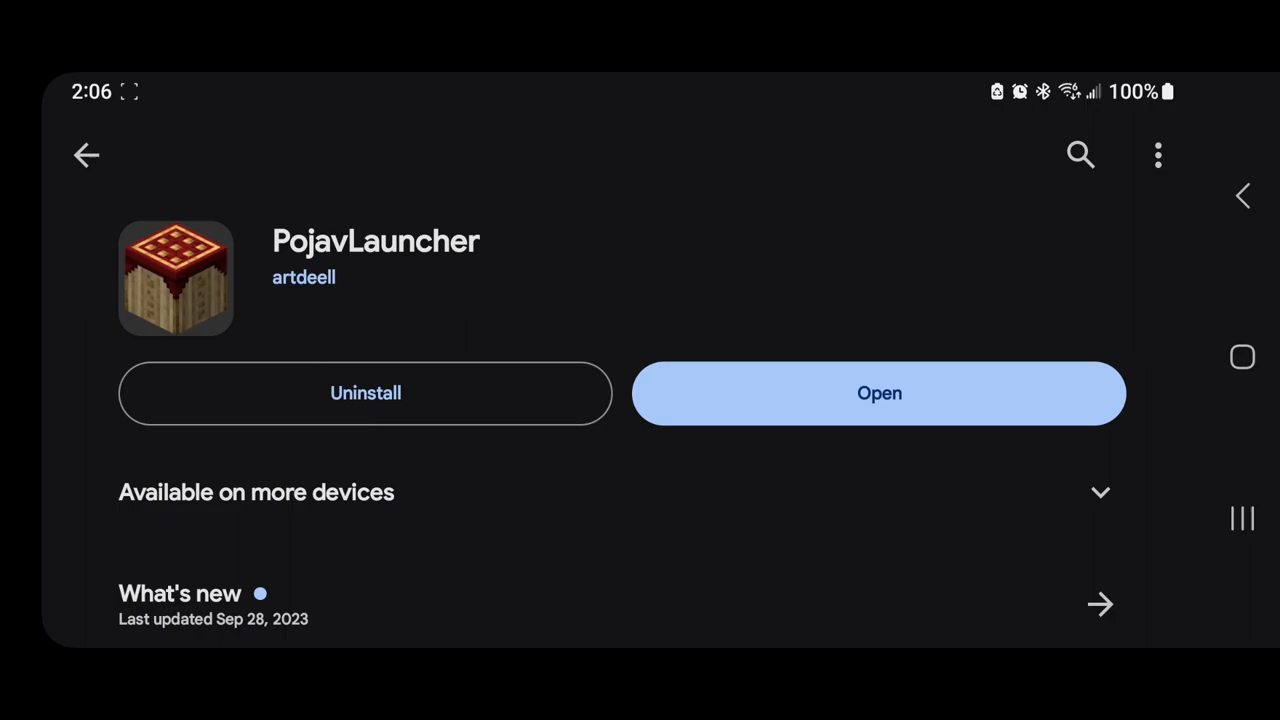 2:06 100%
PojavLauncher
artdeell
Uninstall Open
Available on more devices
What's new
Last updated Sep 28, 2023